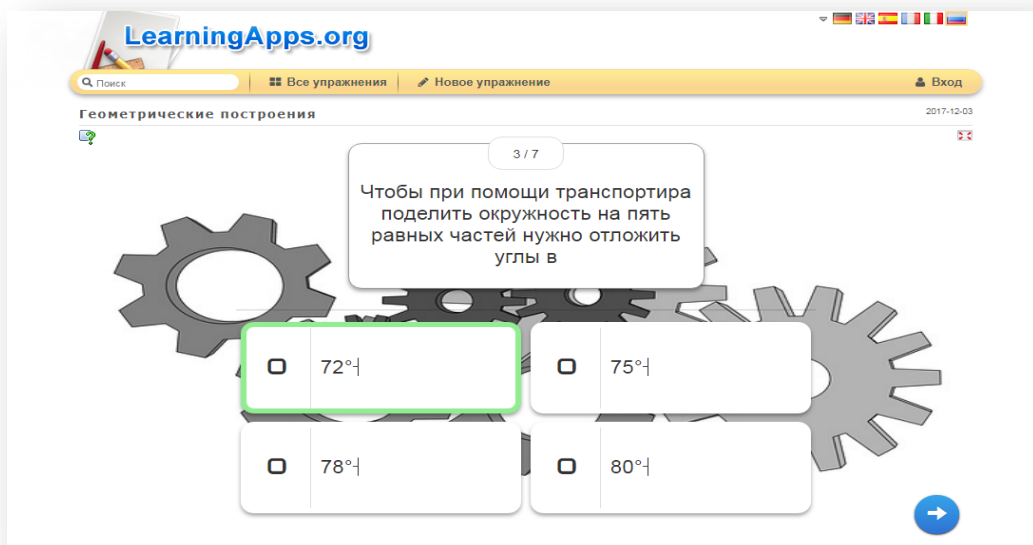 LearningApps.org
Поиск
Все упражнения
Новое упражнение
Вход
Геометрические построения
2017-12-03
3 / 7
Чтобы при помощи транспортира
поделить окружность на пять
равных частей нужно отложить
углы в
72°┤
75°┤
78°┤
80°┤